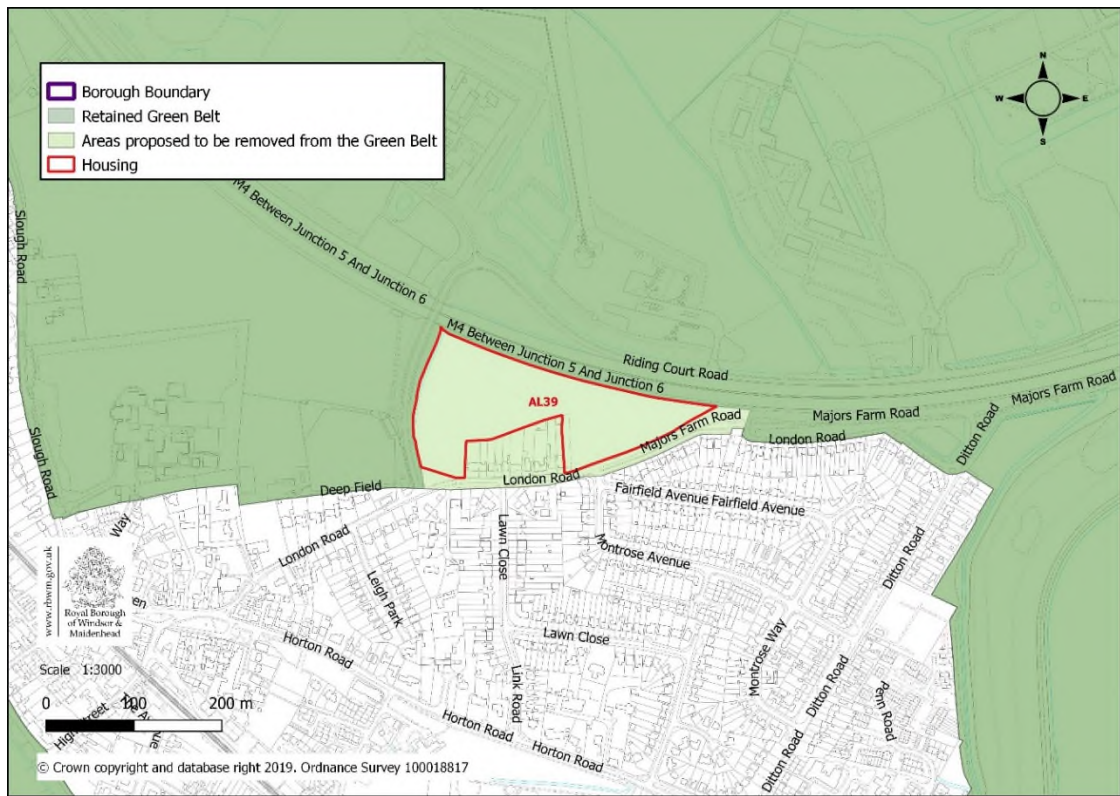 Borough Boundary
Retained Green Belt
Areas proposed to be removed from the Green Belt
Housing
N
W
E
S
M4 Between Junction 5 And Junction 6
Slough Road
M4 Between Junction 5 And Junction 6
Riding Court Road
AL39
Majors Farm Road
Majors Farm Road
Majors Farm Road
London Road
Ditton Road
Slough Road
Deep Field
London Road
Fairfield Avenue Fairfield Avenue
Way
London Road
Lawn Close
Montrose Avenue
Ditton Road
www.rbwm.gov.uk
Royal Borough
of Windsor &
Maidenhead
Leigh Park
Horton Road
Lawn Close
Montrose Way
Link Road
Ditton Road
Penn Road
Scale 1:3000
0 100 200 m
High Street
Horton Road
Horton Road
Ditton Road
© Crown copyright and database right 2019. Ordnance Survey 100018817